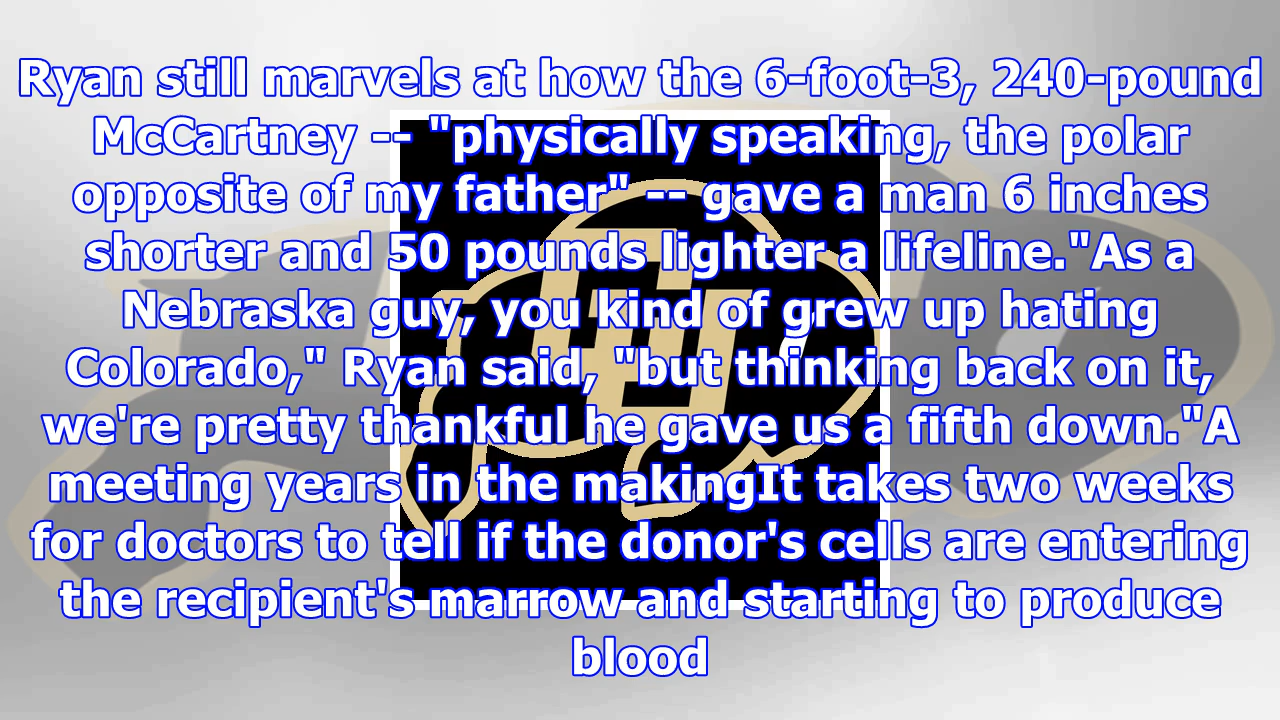 Ryan still marvels at how the 6-foot-3, 240-pound
McCartney -- "physically speaking, the polar
opposite of my father" -- gave a man 6 inches
shorter and 50 pounds lighter a lifeline."As a
Nebraska guy, you kind of grew up hating
Colorado," Ryan said, "but thinking back on it,
we're pretty thankful he gave us a fifth down."A
meeting years in the makingIt takes two weeks
for doctors to tell if the donor's cells are entering
the recipient's marrow and starting to produce
blood
CU